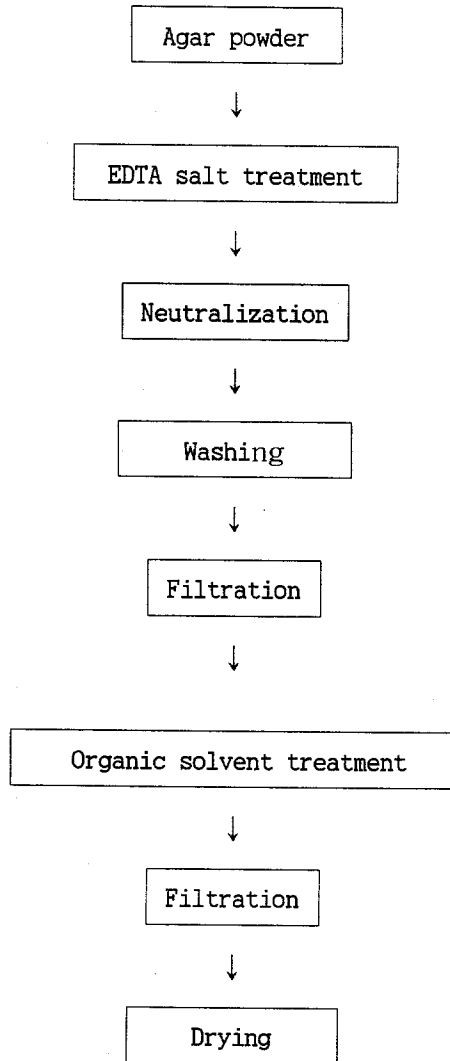 Agar powder
↓
EDTA salt treatment
↓
Neutralization
↓
Washing
↓
Filtration
↓
Organic solvent treatment
↓
Filtration
↓
Drying